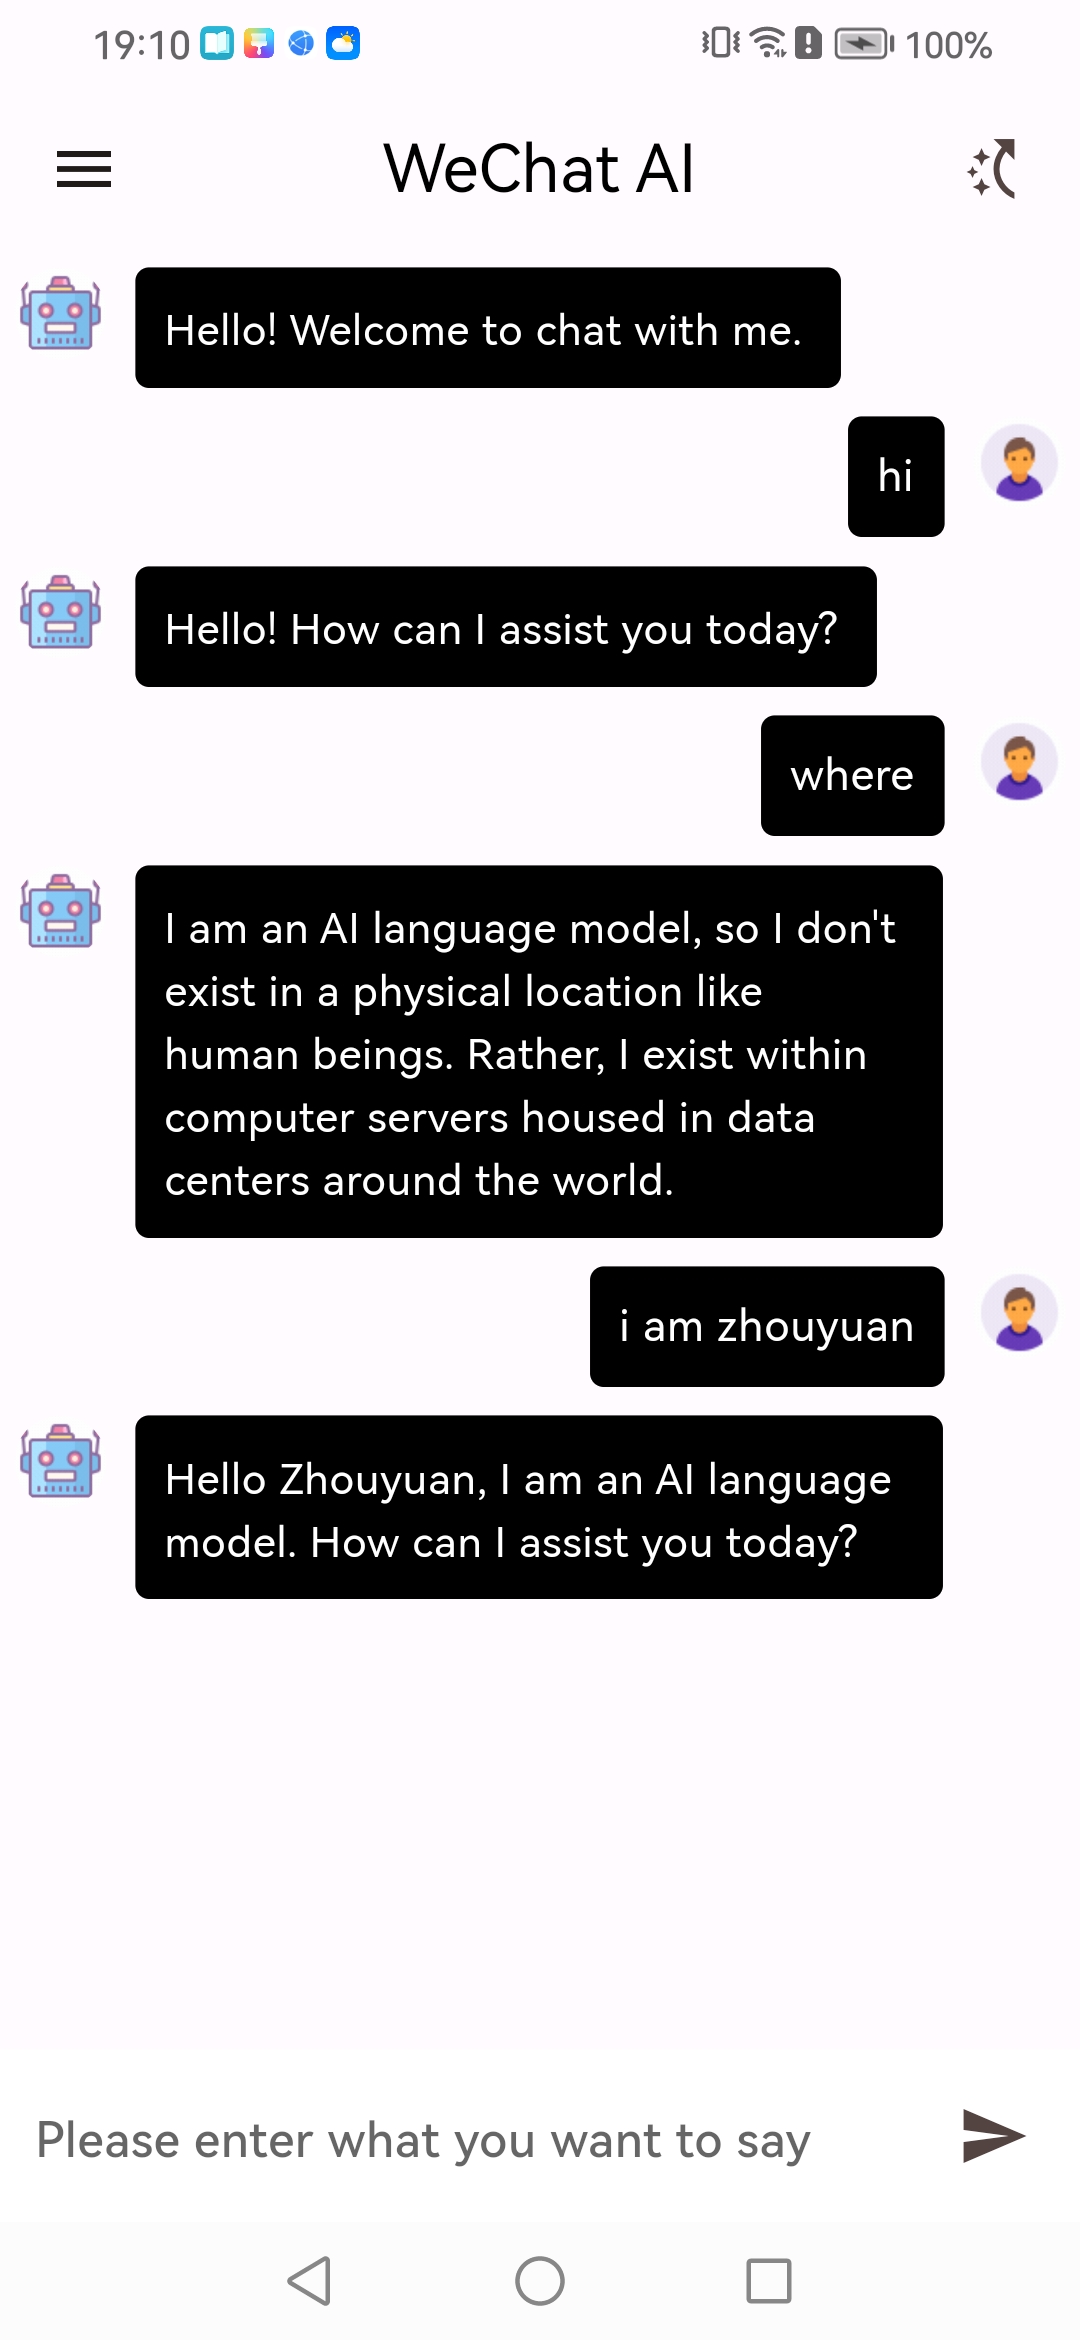 19:10 100%
WeChat AI
Hello! Welcome to chat with me.
hi
Hello! How can I assist you today?
where
I am an AI language model, so I don't
exist in a physical location like
human beings. Rather, I exist within
computer servers housed in data
centers around the world.
i am zhouyuan
Hello Zhouyuan, I am an AI language
model. How can I assist you today?
Please enter what you want to say